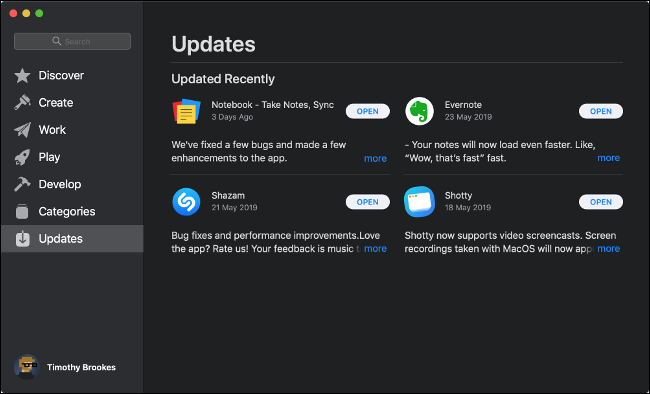 Search
Discover
Create
Work
Play
Develop
Categories
Updates
Timothy Brookes
Updates
Updated Recently
Notebook - Take Notes, Sync
3 Days Ago
OPEN
We've fixed a few bugs and made a few
enhancements to the app.
more
Evernote
23 May 2019
OPEN
- Your notes will now load even faster. Like,
“Wow, that's fast” fast.
more
Shazam
21 May 2019
OPEN
Bug fixes and performance improvements.Love
the app? Rate us! Your feedback is music
more
Shotty
18 May 2019
OPEN
Shotty now supports video screencasts. Screen
recordings taken with MacOS will now
more